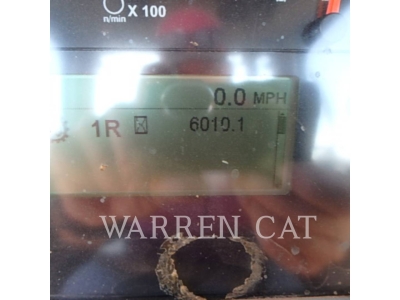 X 100
n/min
0.0 MPH
1R 6010.1
WARREN CAT